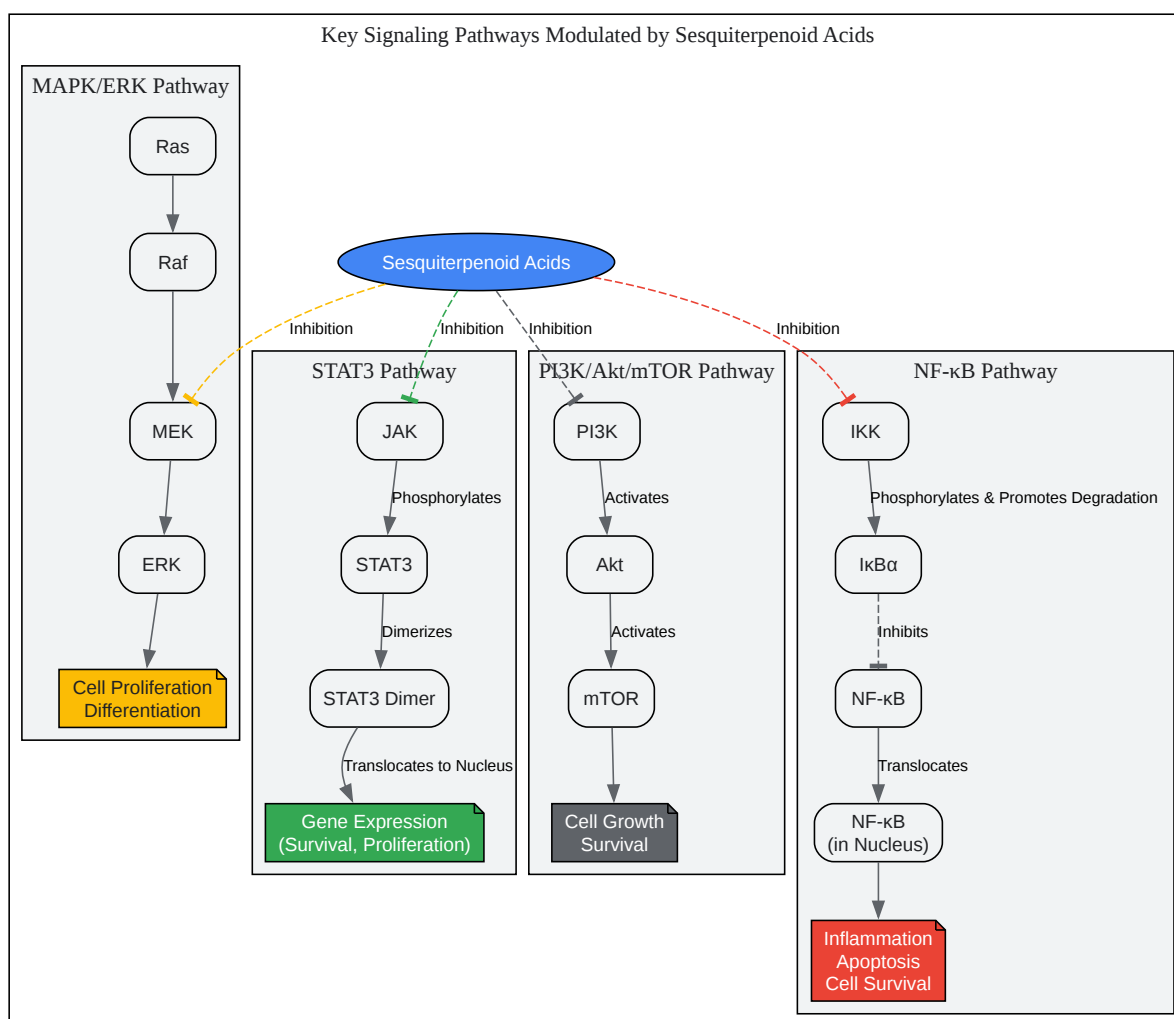 Key Signaling Pathways Modulated by Sesquiterpenoid Acids
MAPK/ERK Pathway
Ras
Raf
MEK
ERK
Cell Proliferation
Differentiation
Sesquiterpenoid Acids
Inhibition
Inhibition
Inhibition
Inhibition
STAT3 Pathway
JAK
Phosphorylates
STAT3
Dimerizes
STAT3 Dimer
Translocates to Nucleus
Gene Expression
(Survival, Proliferation)
PI3K/Akt/mTOR Pathway
PI3K
Activates
Akt
Activates
mTOR
Cell Growth
Survival
NF-κB Pathway
IKK
Phosphorylates & Promotes Degradation
IκBα
Inhibits
NF-κB
Translocates
NF-κB
(in Nucleus)
Inflammation
Apoptosis
Cell Survival